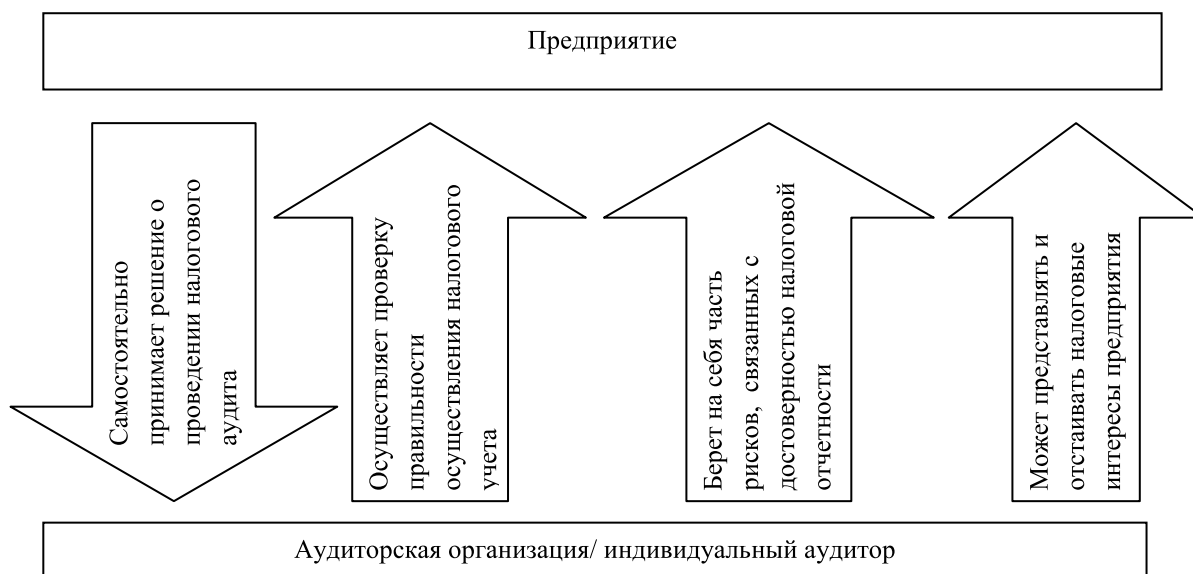 Предприятие
Самостоятельно
принимает решение о
проведении налогового
аудита
Осуществляет проверку
правильности
осуществления налогового
учета
Берет на себя часть
рисков, связанных с
достоверностью налоговой
отчетности
Может представлять и
отстаивать налоговые
интересы предприятия
Аудиторская организация/ индивидуальный аудитор